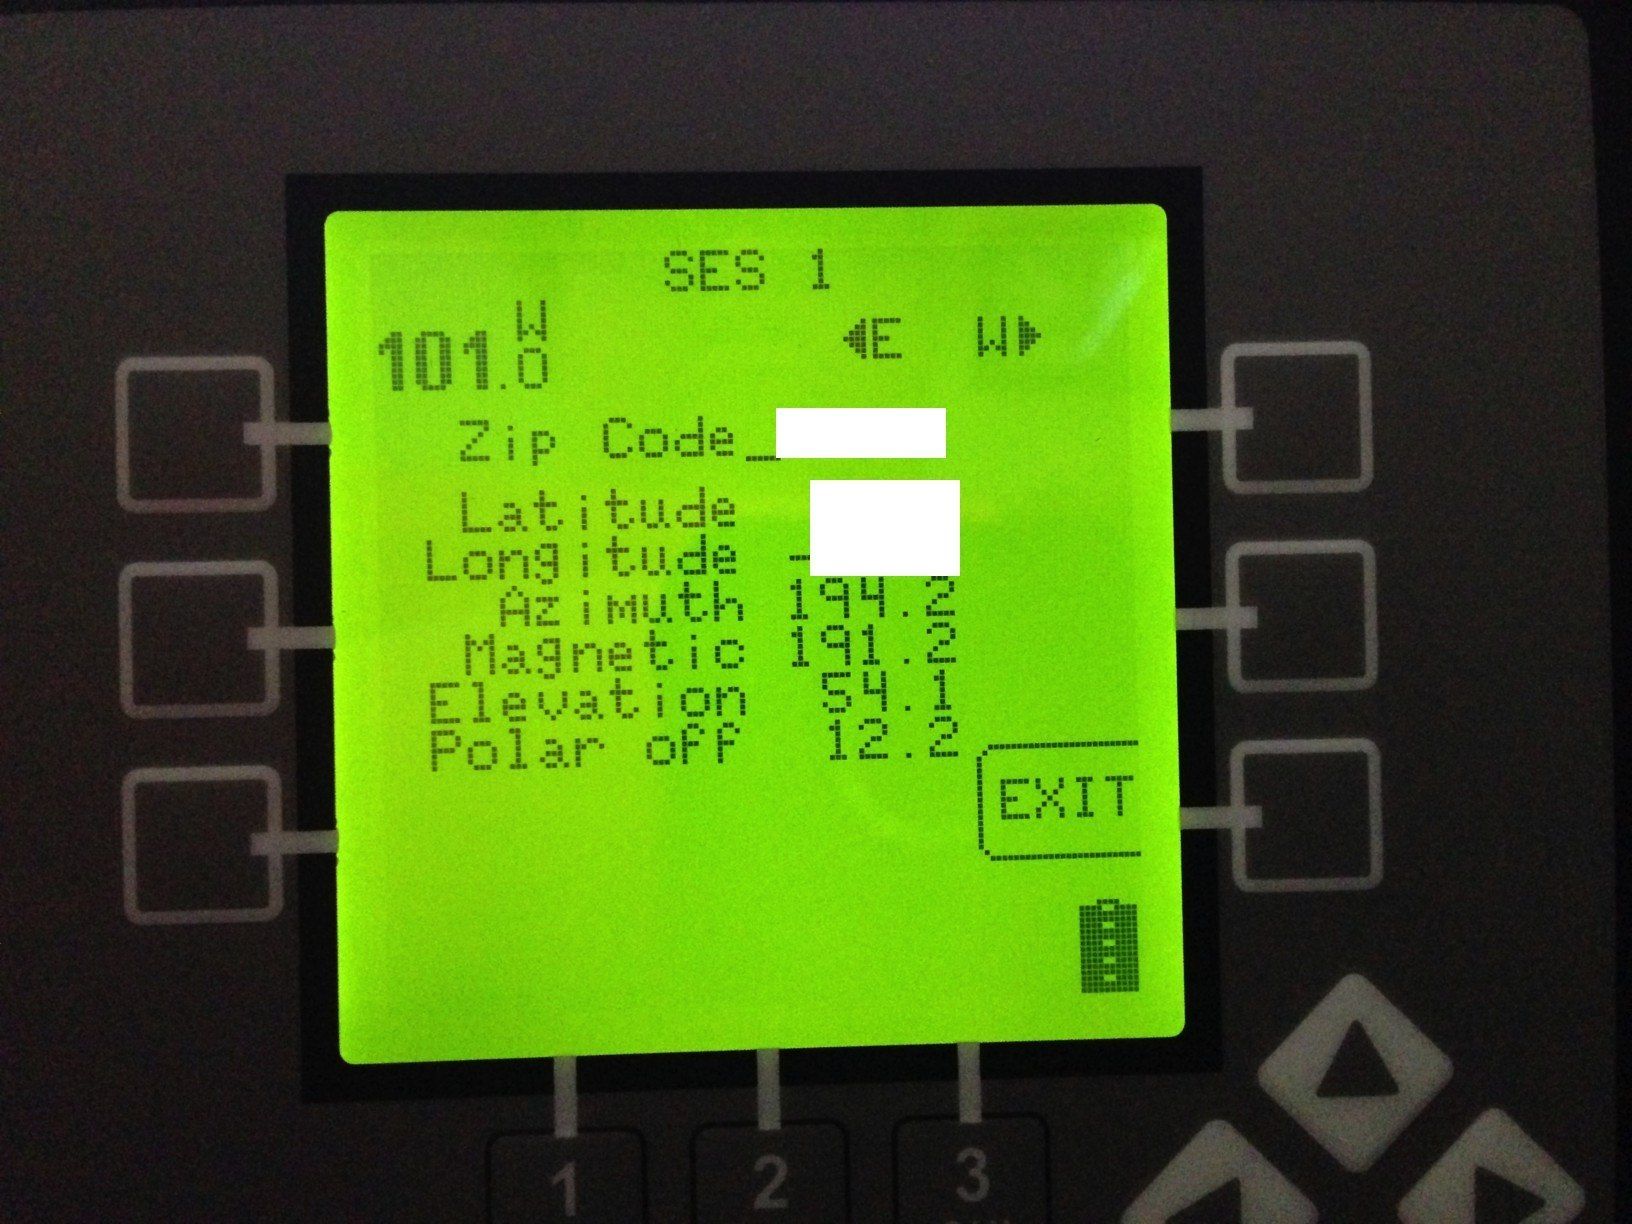 SES 1
101.0 W
◀E W▶
Zip Code_
Latitude
Longitude -
Azimuth 194.2
Magnetic 191.2
Elevation 54.1
Polar off 12.2
EXIT
1 2 3